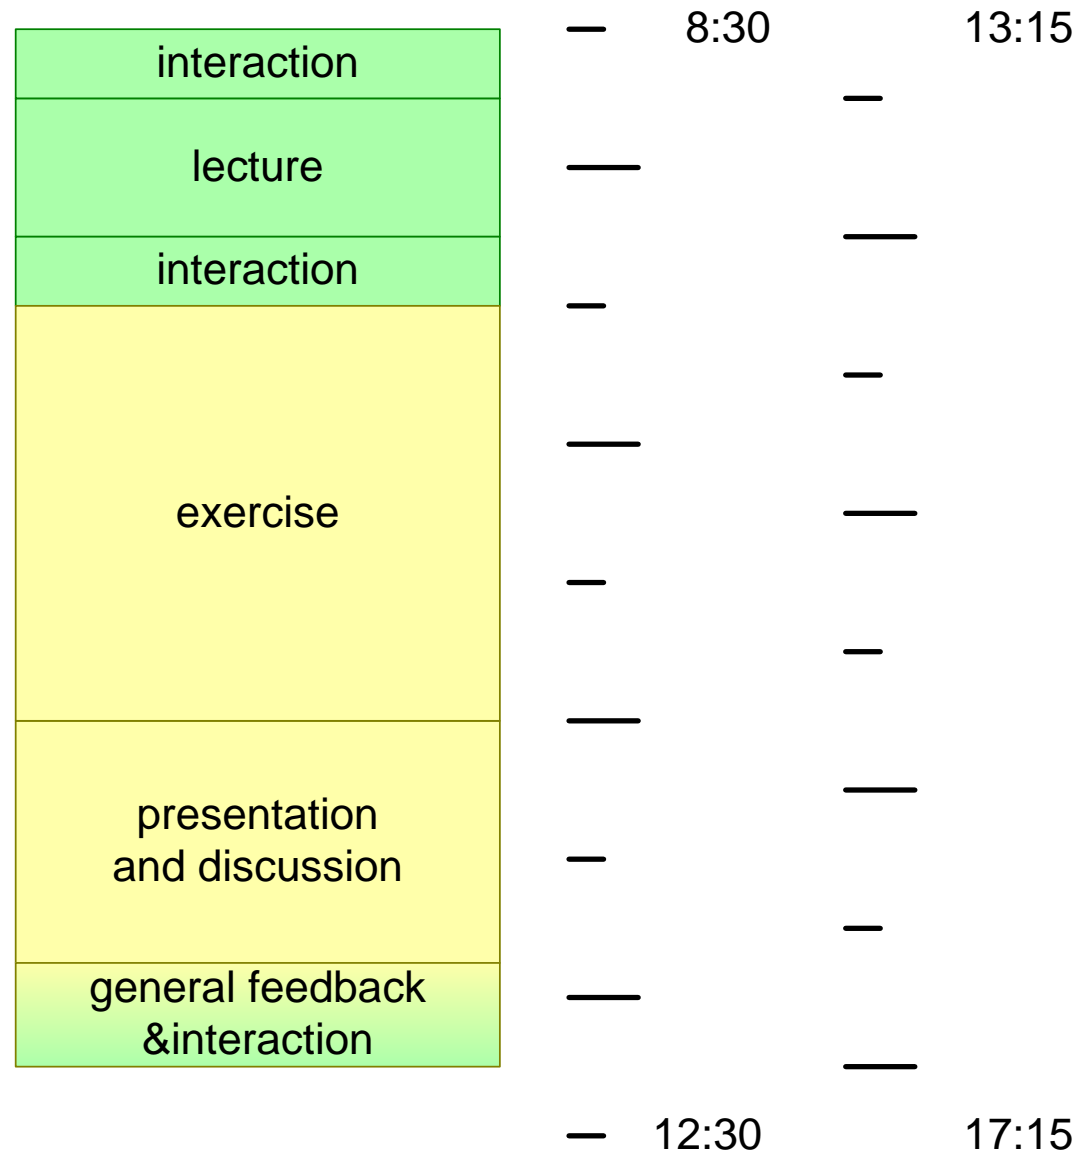 8:30
13:15
interaction
lecture
interaction
exercise
presentation
and discussion
general feedback
&interaction
12:30
17:15